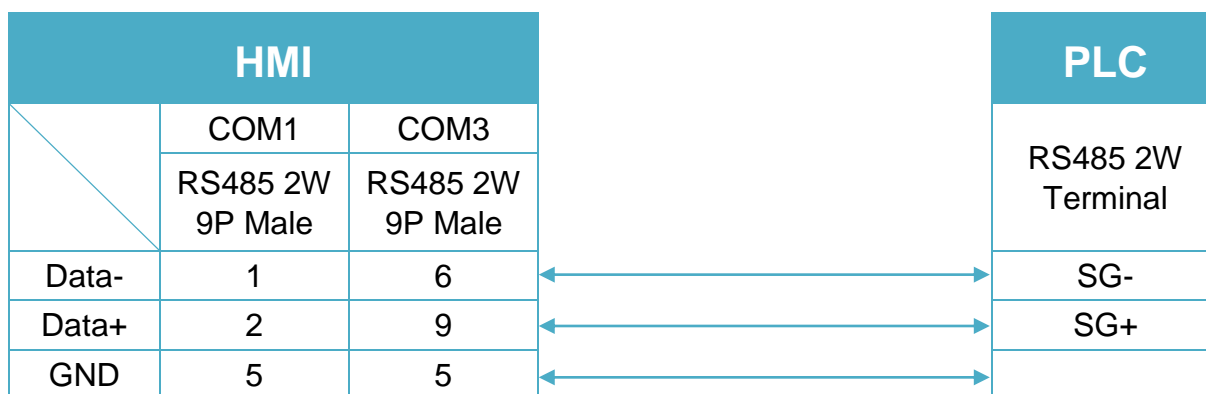 HMI PLC
COM1 COM3
RS485 2W
Terminal
RS485 2W RS485 2W
9P Male 9P Male
Data- 1 6 SG-
Data+ 2 9 SG+
GND 5 5